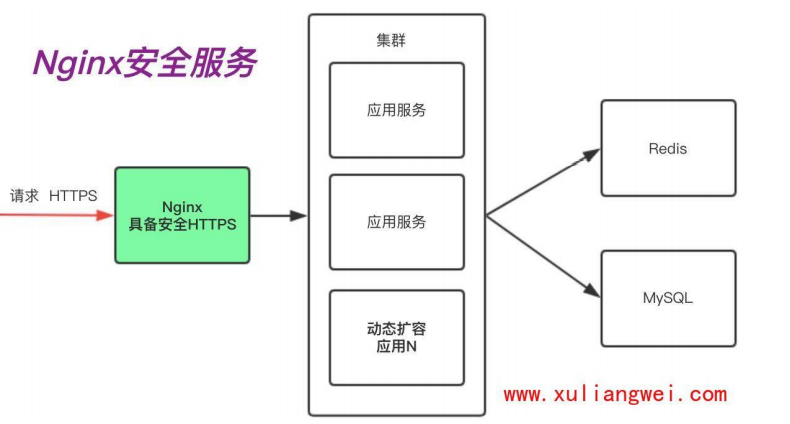 Nginx安全服务
集群
应用服务
请求 HTTPS
Nginx
具备安全HTTPS
应用服务
动态扩容
应用N
Redis
MySQL
www.xuliangwei.com